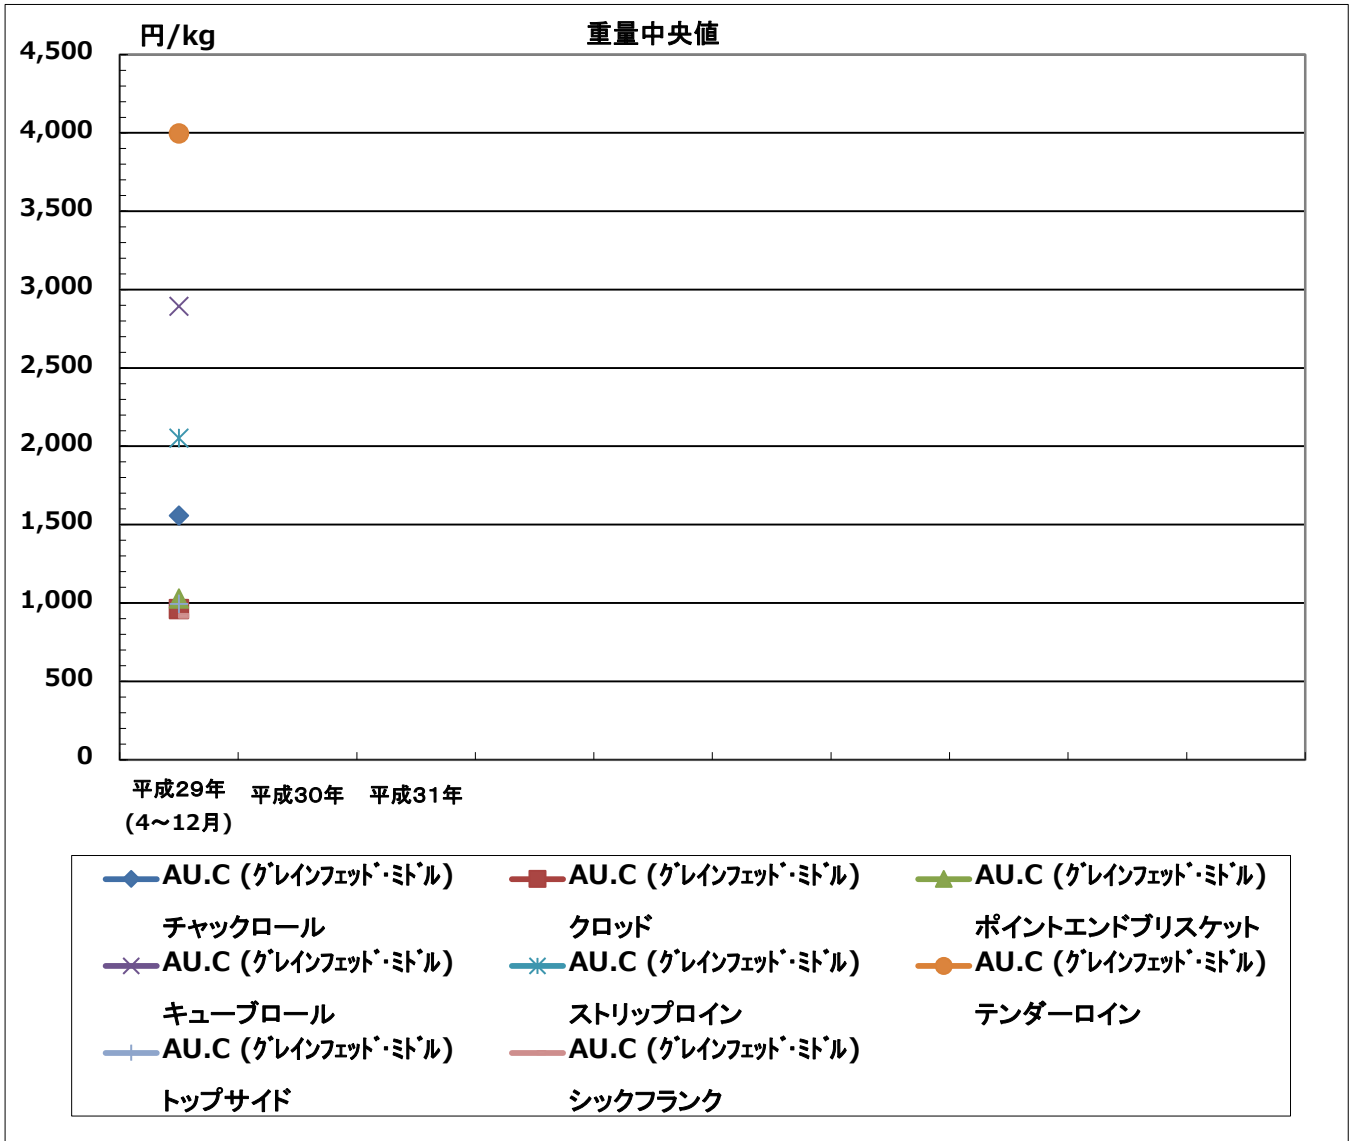 重量中央値
円/kg
4,500
4,000
3,500
3,000
2,500
2,000
1,500
1,000
500
0
平成29年 平成30年 平成31年
(4～12月)
AU.C (ｸﾞﾚｲﾝﾌｪｯﾄﾞ・ﾐﾄﾞﾙ) AU.C (ｸﾞﾚｲﾝﾌｪｯﾄﾞ・ﾐﾄﾞﾙ) AU.C (ｸﾞﾚｲﾝﾌｪｯﾄﾞ・ﾐﾄﾞﾙ)
チャックロール クロッド ポイントエンドブリスケット
AU.C (ｸﾞﾚｲﾝﾌｪｯﾄﾞ・ﾐﾄﾞﾙ) AU.C (ｸﾞﾚｲﾝﾌｪｯﾄﾞ・ﾐﾄﾞﾙ) AU.C (ｸﾞﾚｲﾝﾌｪｯﾄﾞ・ﾐﾄﾞﾙ)
キューブロール ストリップロイン テンダーロイン
AU.C (ｸﾞﾚｲﾝﾌｪｯﾄﾞ・ﾐﾄﾞﾙ) AU.C (ｸﾞﾚｲﾝﾌｪｯﾄﾞ・ﾐﾄﾞﾙ)
トップサイド シックフランク